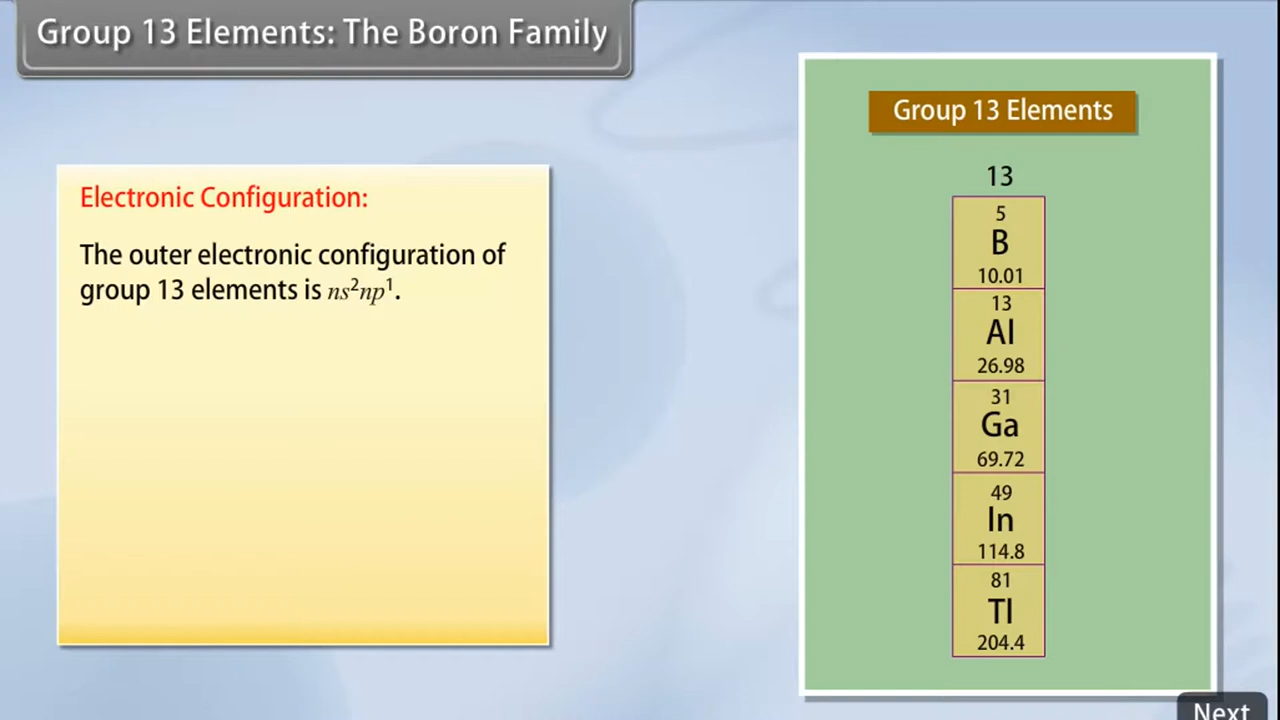 Group 13 Elements: The Boron Family
Electronic Configuration:
The outer electronic configuration of
group 13 elements is ns²np¹.
Group 13 Elements
13
5
B
10.01
13
Al
26.98
31
Ga
69.72
49
In
114.8
81
Tl
204.4
Next